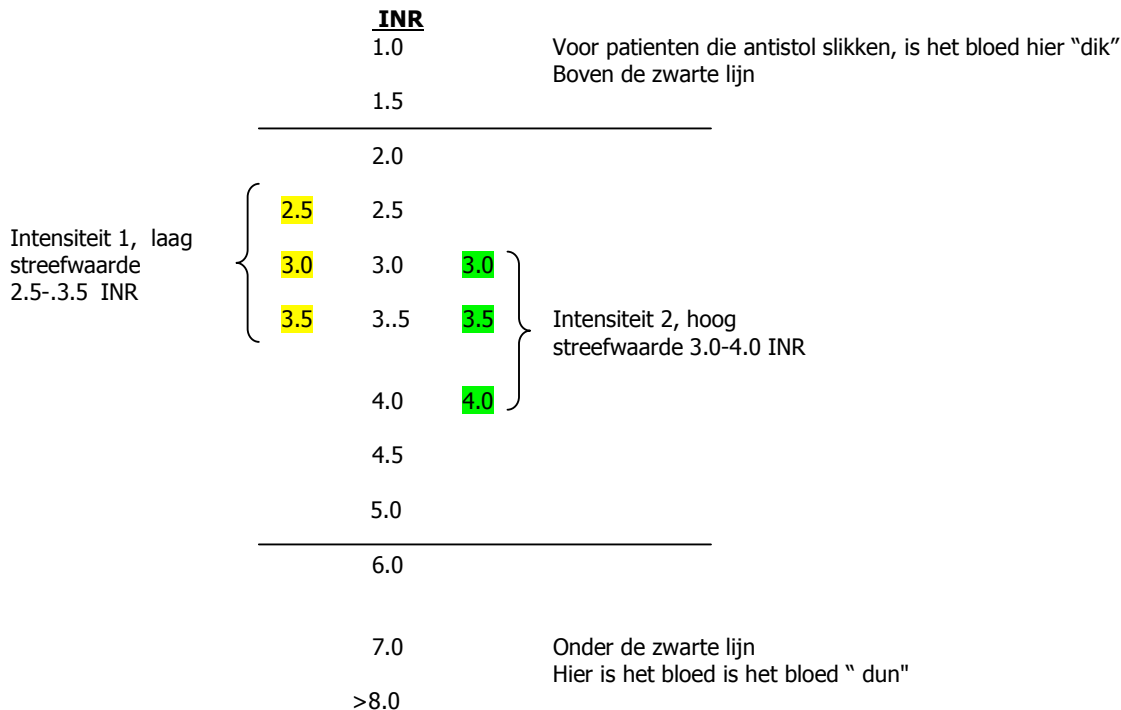 INR
1.0 Voor patienten die antistol slikken, is het bloed hier “dik”
Boven de zwarte lijn
1.5
2.0
2.5 2.5
Intensiteit 1, laag
streefwaarde
2.5-.3.5 INR
3.0 3.0 3.0
3.5 3..5 3.5
Intensiteit 2, hoog
streefwaarde 3.0-4.0 INR
4.0 4.0
4.5
5.0
6.0
7.0 Onder de zwarte lijn
Hier is het bloed is het bloed “ dun"
>8.0